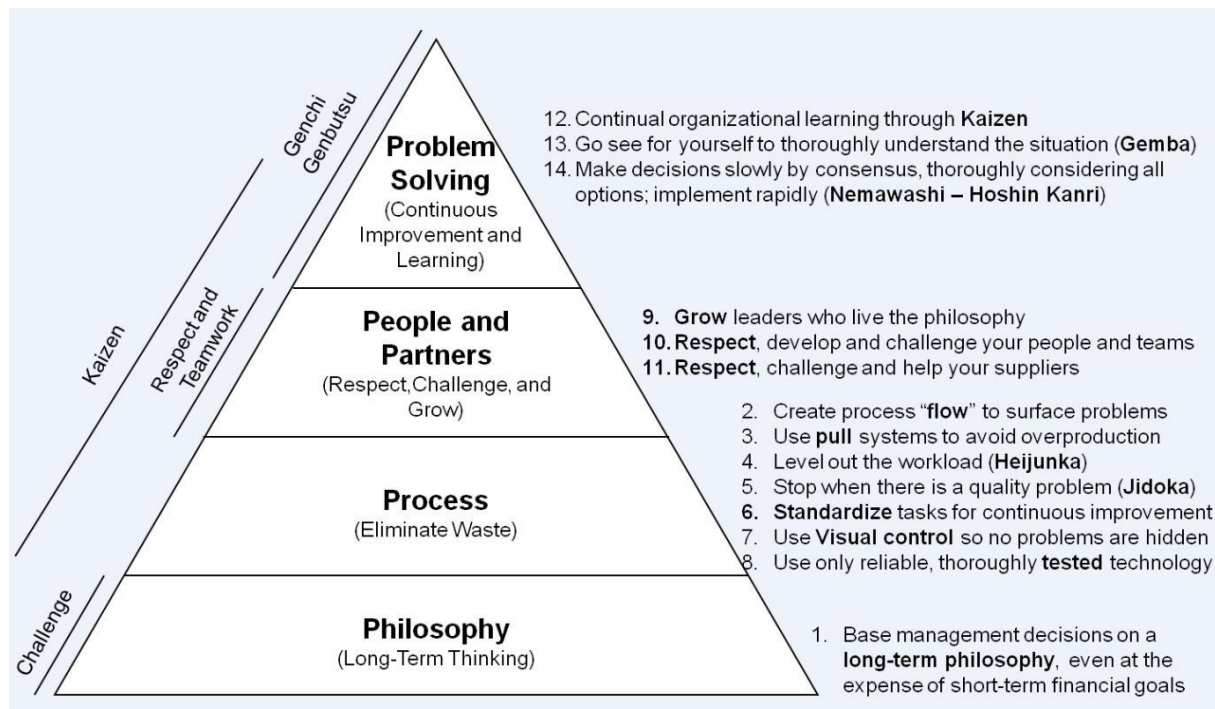 Genchi
Genbutsu
Kaizen
Respect and
Teamwork
Challenge
Problem
Solving
(Continuous
Improvement and
Learning)
12. Continual organizational learning through Kaizen
13. Go see for yourself to thoroughly understand the situation (Gemba)
14. Make decisions slowly by consensus, thoroughly considering all
options; implement rapidly (Nemawashi – Hoshin Kanri)
People and
Partners
(Respect, Challenge, and
Grow)
9. Grow leaders who live the philosophy
10. Respect, develop and challenge your people and teams
11. Respect, challenge and help your suppliers
Process
(Eliminate Waste)
2. Create process “flow” to surface problems
3. Use pull systems to avoid overproduction
4. Level out the workload (Heijunka)
5. Stop when there is a quality problem (Jidoka)
6. Standardize tasks for continuous improvement
7. Use Visual control so no problems are hidden
8. Use only reliable, thoroughly tested technology
Philosophy
(Long-Term Thinking)
1. Base management decisions on a
long-term philosophy, even at the
expense of short-term financial goals